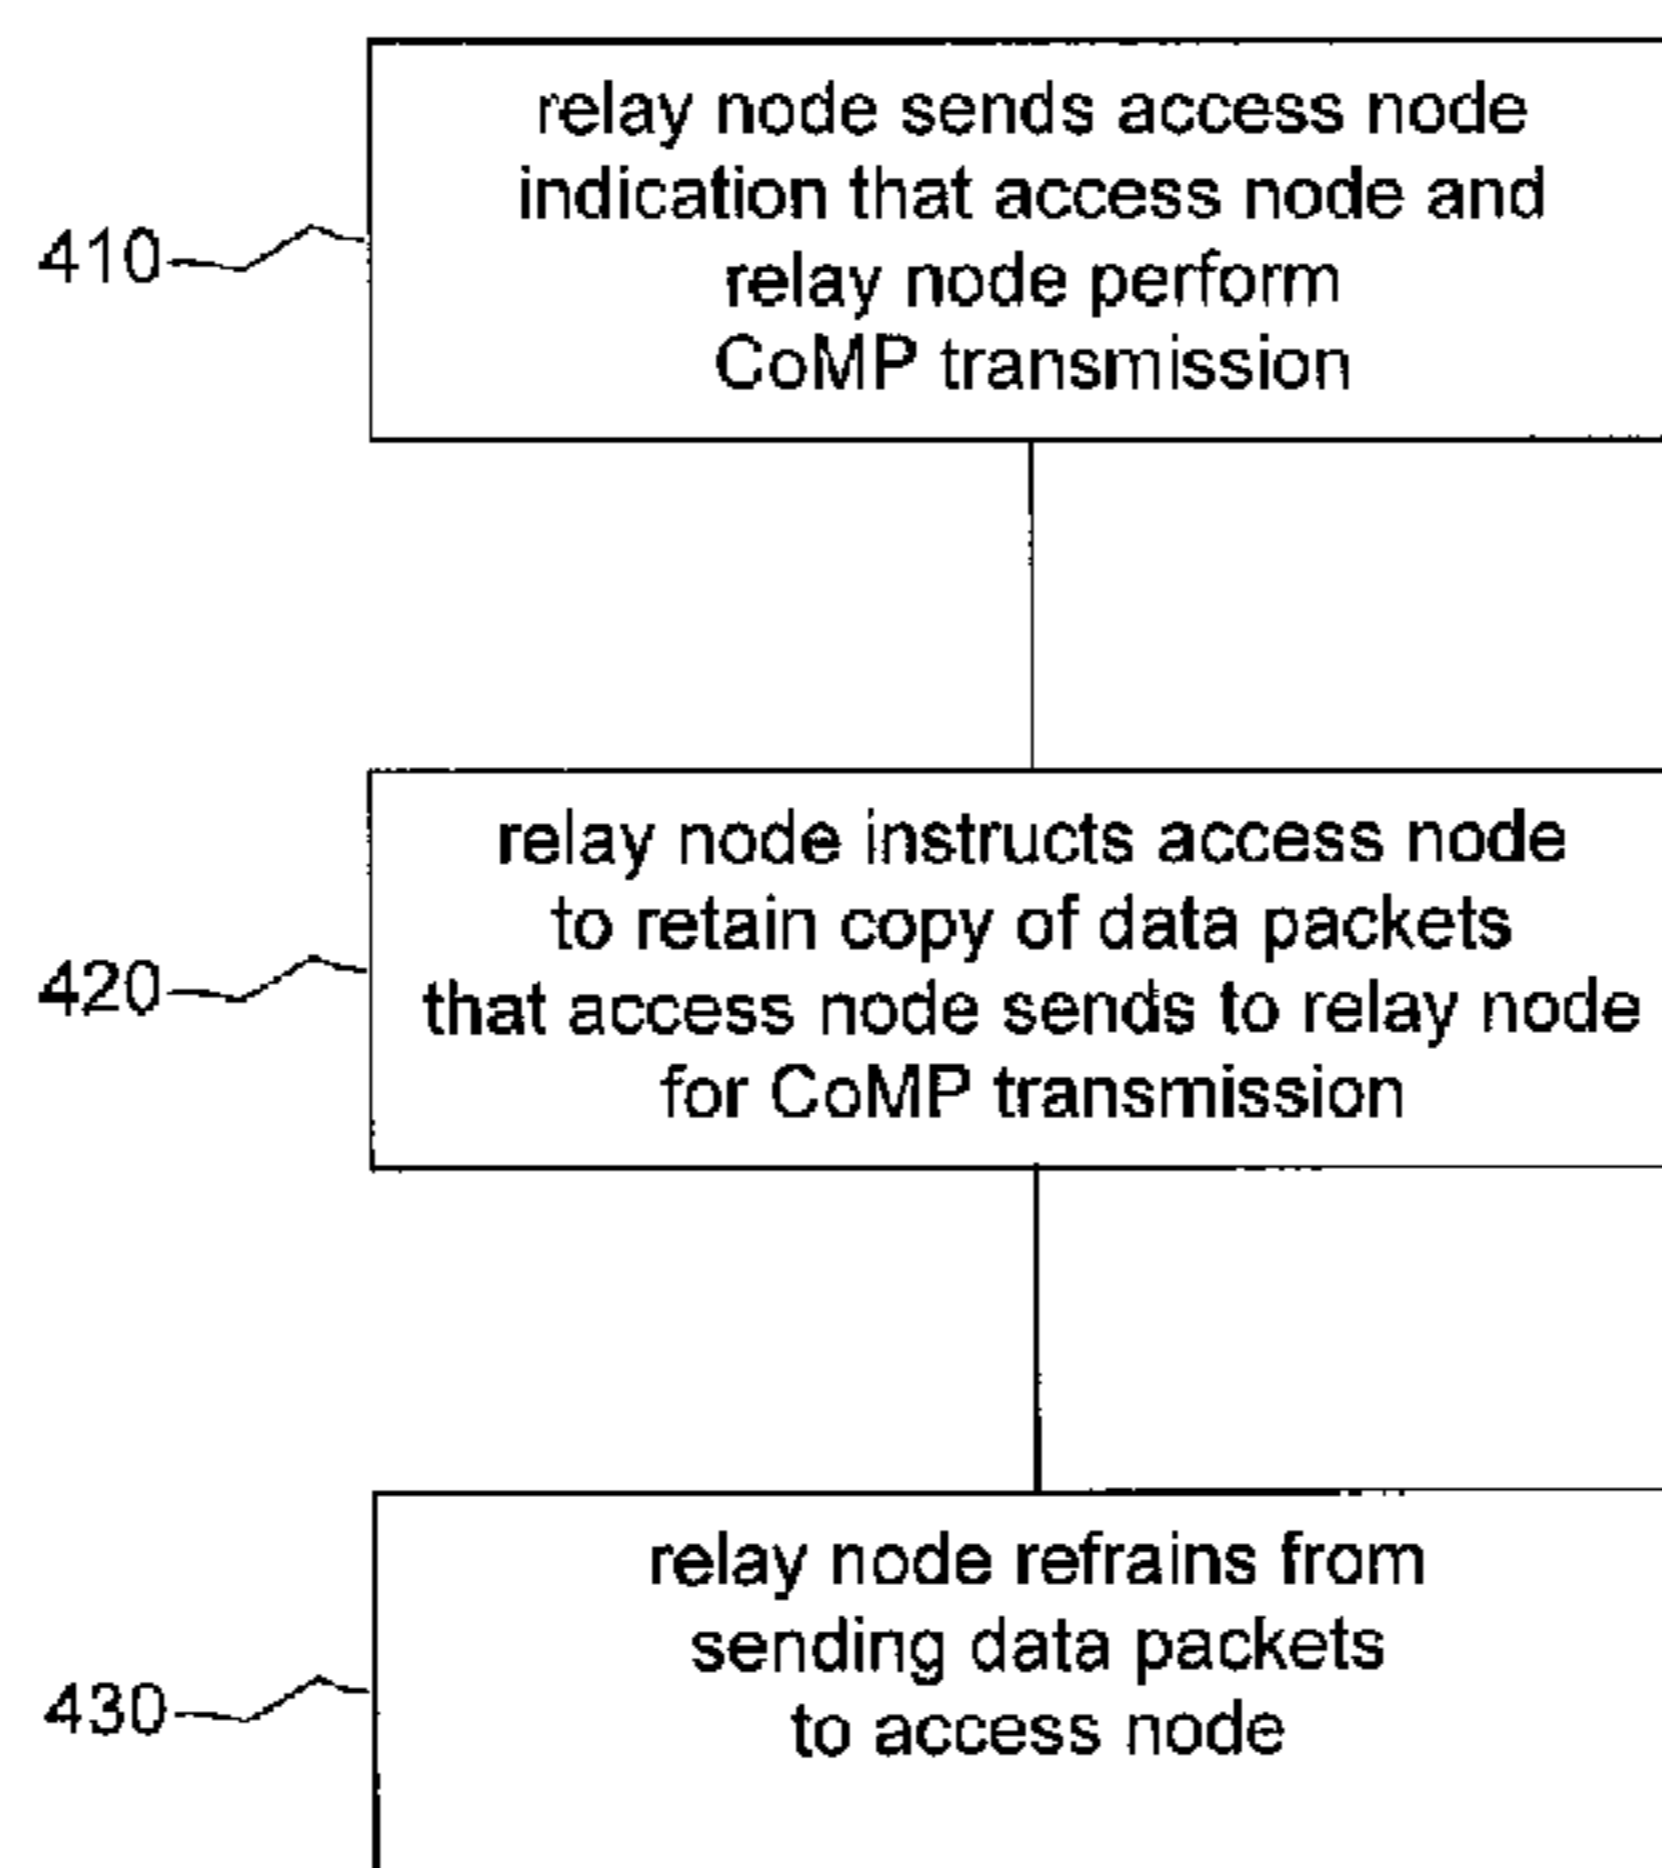 relay node sends access node
indication that access node and
relay node perform
CoMP transmission
410
relay node instructs access node
to retain copy of data packets
that access node sends to relay node
for CoMP transmission
420
relay node refrains from
sending data packets
to access node
430